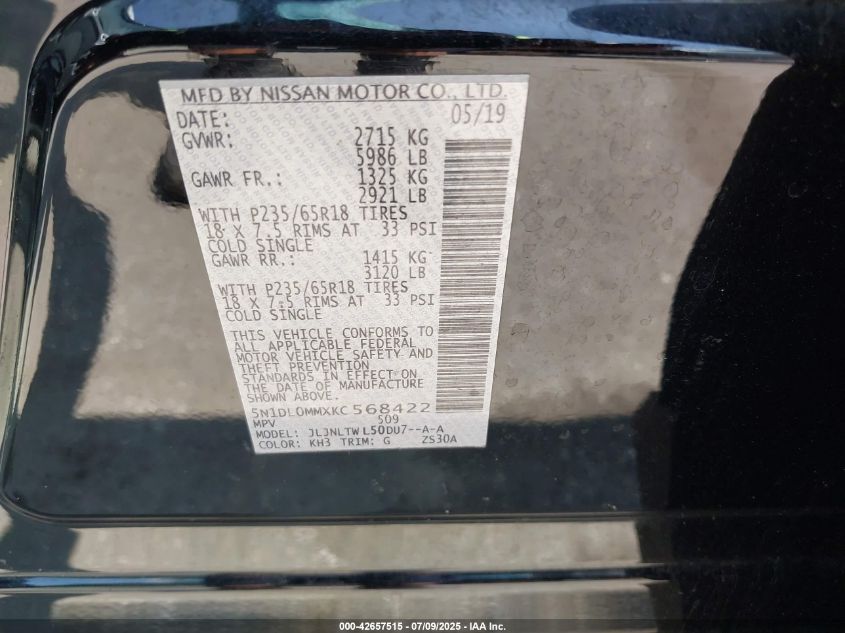 MFD BY NISSAN MOTOR CO., LTD.
DATE: 05/19
GVWR: 2715 KG
5986 LB
GAWR FR.: 1325 KG
2921 LB
WITH P235/65R18 TIRES
18 X 7.5 RIMS AT 33 PSI
COLD SINGLE
GAWR RR.: 1415 KG
3120 LB
WITH P235/65R18 TIRES
18 X 7.5 RIMS AT 33 PSI
COLD SINGLE
THIS VEHICLE CONFORMS TO
ALL APPLICABLE FEDERAL
MOTOR VEHICLE SAFETY AND
THEFT PREVENTION
STANDARDS IN EFFECT ON
THE DATE OF MANUFACTURE
SHOWN ABOVE.
5N1DL0MMXKC568422
MPV 509
MODEL: JLJNLTWL50DU7--A-A
COLOR: KH3 TRIM: G ZS30A
000-42657515 - 07/09/2025 - IAA Inc.